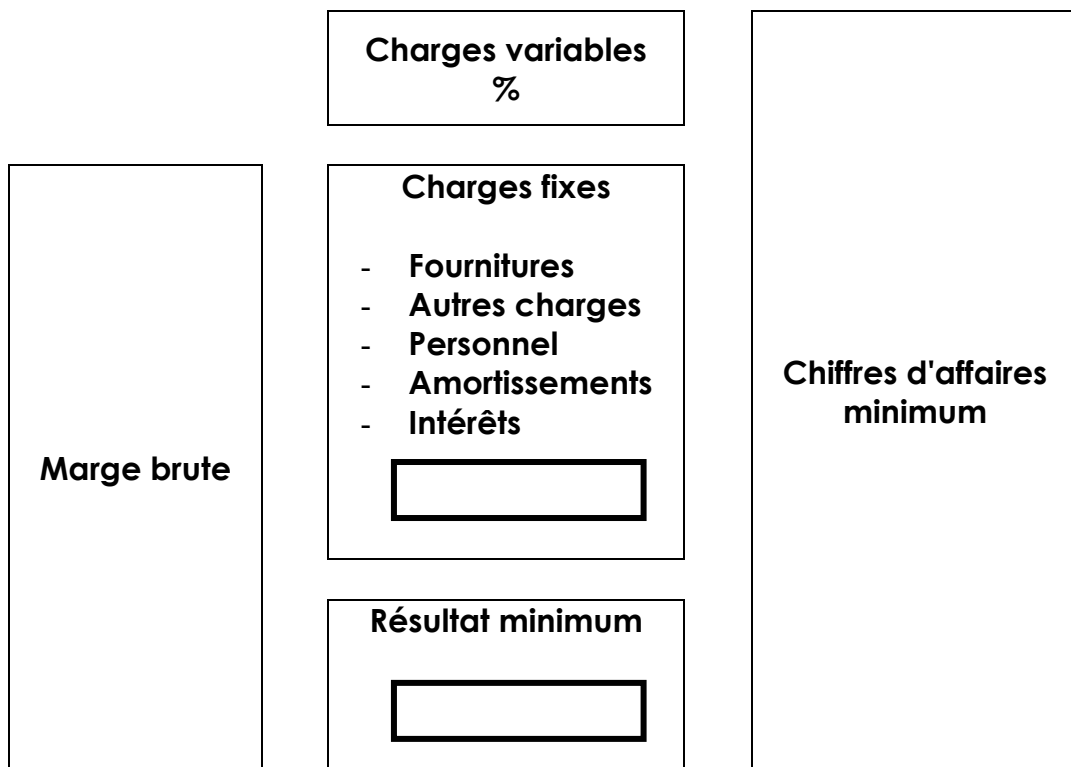 Charges variables
%
Charges fixes
- Fournitures
- Autres charges
- Personnel
- Amortissements
- Intérêts
Marge brute
Résultat minimum
Chiffres d'affaires
minimum